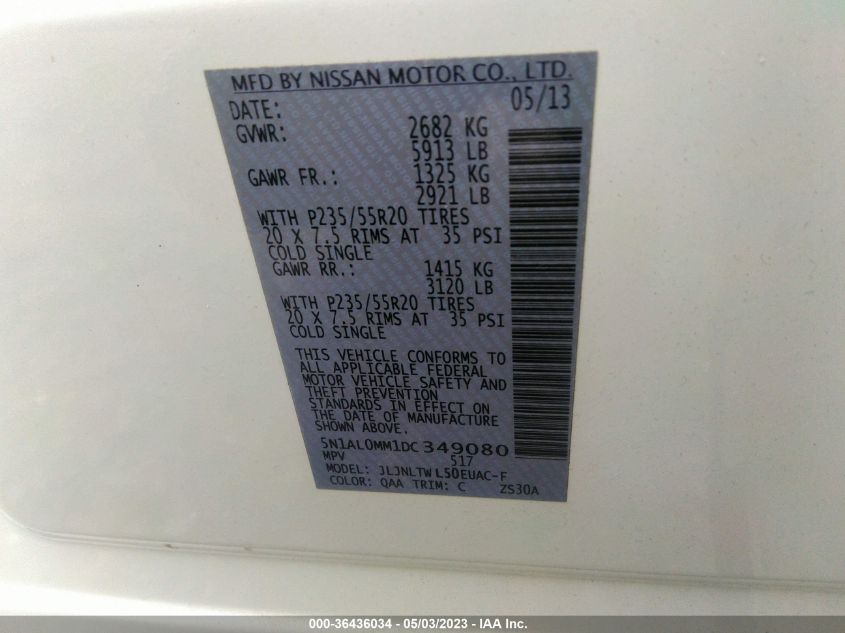 MFD BY NISSAN MOTOR CO., LTD.
DATE: 05/13
GVWR: 2682 KG
5913 LB
GAWR FR.: 1325 KG
2921 LB
WITH P235/55R20 TIRES
20 X 7.5 RIMS AT 35 PSI
COLD SINGLE
GAWR RR.: 1415 KG
3120 LB
WITH P235/55R20 TIRES
20 X 7.5 RIMS AT 35 PSI
COLD SINGLE
THIS VEHICLE CONFORMS TO
ALL APPLICABLE FEDERAL
MOTOR VEHICLE SAFETY AND
THEFT PREVENTION
STANDARDS IN EFFECT ON
THE DATE OF MANUFACTURE
SHOWN ABOVE.
5N1AL0MM1DC349080
MPV 517
MODEL: JLJNLTWL50EUAC-F
COLOR: QAA TRIM: C ZS30A
000-36436034 - 05/03/2023 - IAA Inc.